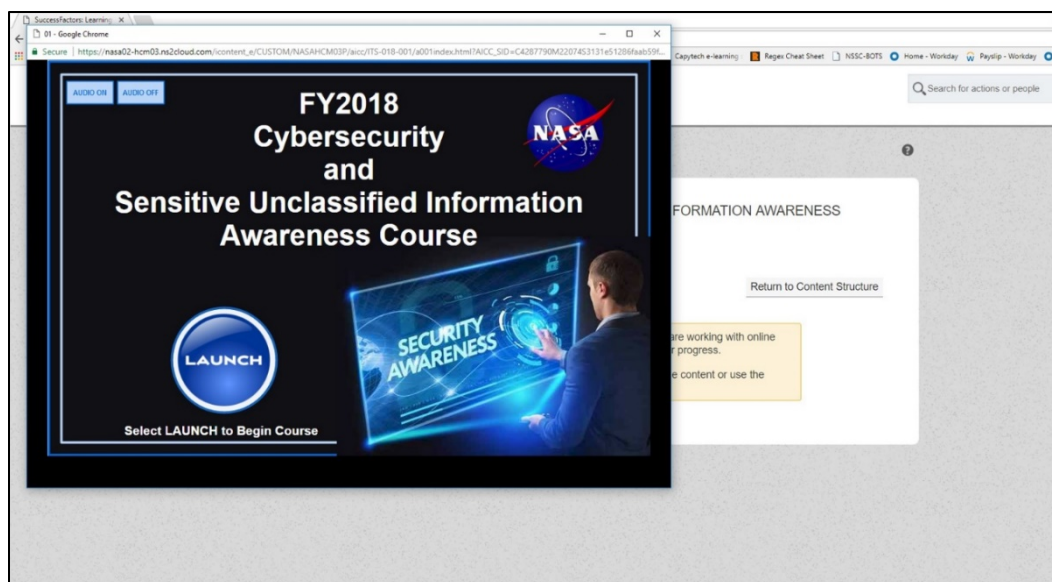 SuccessFactors: Learning
01 - Google Chrome
Secure | https://nasa02-hcm03.ns2cloud.com/icontent_e/CUSTOM/NASAHCM03P/aicc/ITS-018-001/a001index.html?AICC_SID=
Capytech e-learning Regex Cheat Sheet NSSC-BOTS Home - Workday Payslip - Workday
AUDIO ON AUDIO OFF
Search for actions or people
FY2018
Cybersecurity
and
Sensitive Unclassified Information
Awareness Course
NASA
FORMATION AWARENESS
Return to Content Structure
SECURITY
AWARENESS
are working with online
r progress.
e content or use the
LAUNCH
Select LAUNCH to Begin Course